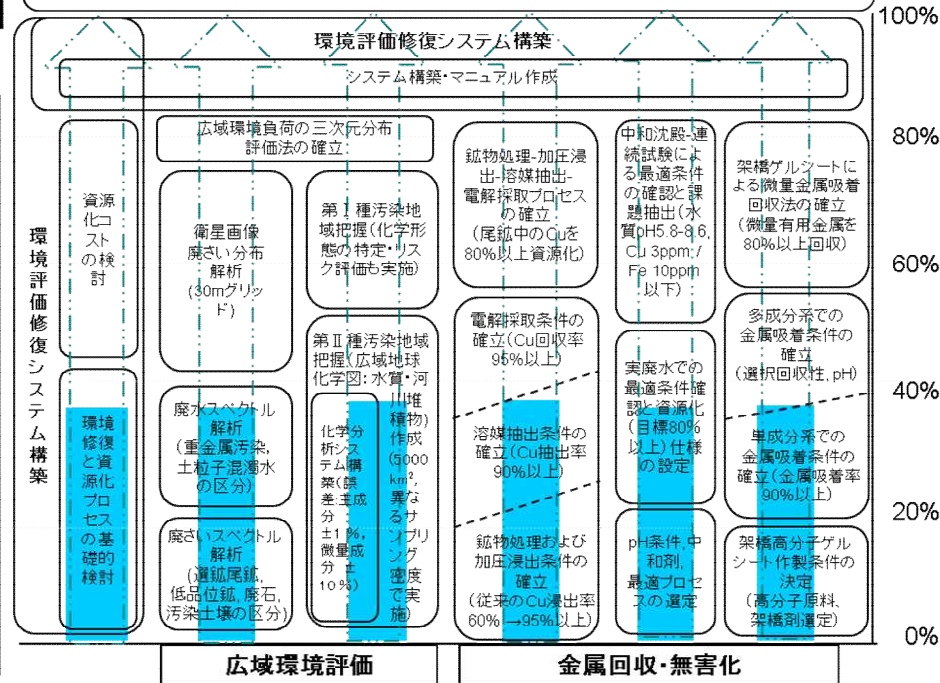 100%
環境評価修復システム構築
システム構築・マニュアル作成
80%
60%
40%
20%
0%
環境評価修復システム構築
資源
化コ
スト
の検
討
環境
修復
と資
源化
プロ
セス
の基
礎的
検討
広域環境負荷の三次元分布
評価法の確立
衛星画像
廃さい分布
解析
(30mグリッ
ド)
廃水スペクトル
解析
(重金属汚染,
土粒子混濁水
の区分)
廃さいスペクトル
解析
(選鉱尾鉱,
低品位鉱, 廃石,
汚染土壌の区分)
第Ⅰ種汚染地
域把握(化学形
態の特定・リス
ク評価も実施)
第Ⅱ種汚染地域
把握(広域地球
化学図:水質・河
川堆
積物)
作成
(5000
km²,
異な
るサ
ンプリ
ング
密度
で実
施)
化学分
析シス
テム構
築(誤
差:主成
分
±1%,
微量成
分±
10%)
鉱物処理-加圧浸
出-溶媒抽出-
電解採取プロセス
の確立
(尾鉱中のCuを
80%以上資源化)
電解採取条件の
確立(Cu回収率
95%以上)
溶媒抽出条件の
確立(Cu抽出率
90%以上)
鉱物処理および
加圧浸出条件の
確立
(従来のCu浸出率
60%→95%以上)
中和沈殿-連
続試験によ
る最適条件
の確認と課
題抽出(水
質pH5.8-8.6,
Cu 3ppm/
Fe 10ppm
以下)
実廃水での
最適条件確
認と資源化
(目標80%
以上)仕様
の設定
pH条件,中
和剤,
最適プロセ
スの選定
架橋ゲルシートに
よる微量金属吸着
回収法の確立
(微量有用金属を
80%以上回収)
多成分系での
金属吸着条件の
確立
(選択回収性, pH)
単成分系での
金属吸着条件の
確立(金属吸着率
90%以上)
架橋高分子ゲル
シート作製条件の
決定
(高分子原料,
架橋剤選定)
広域環境評価
金属回収・無害化